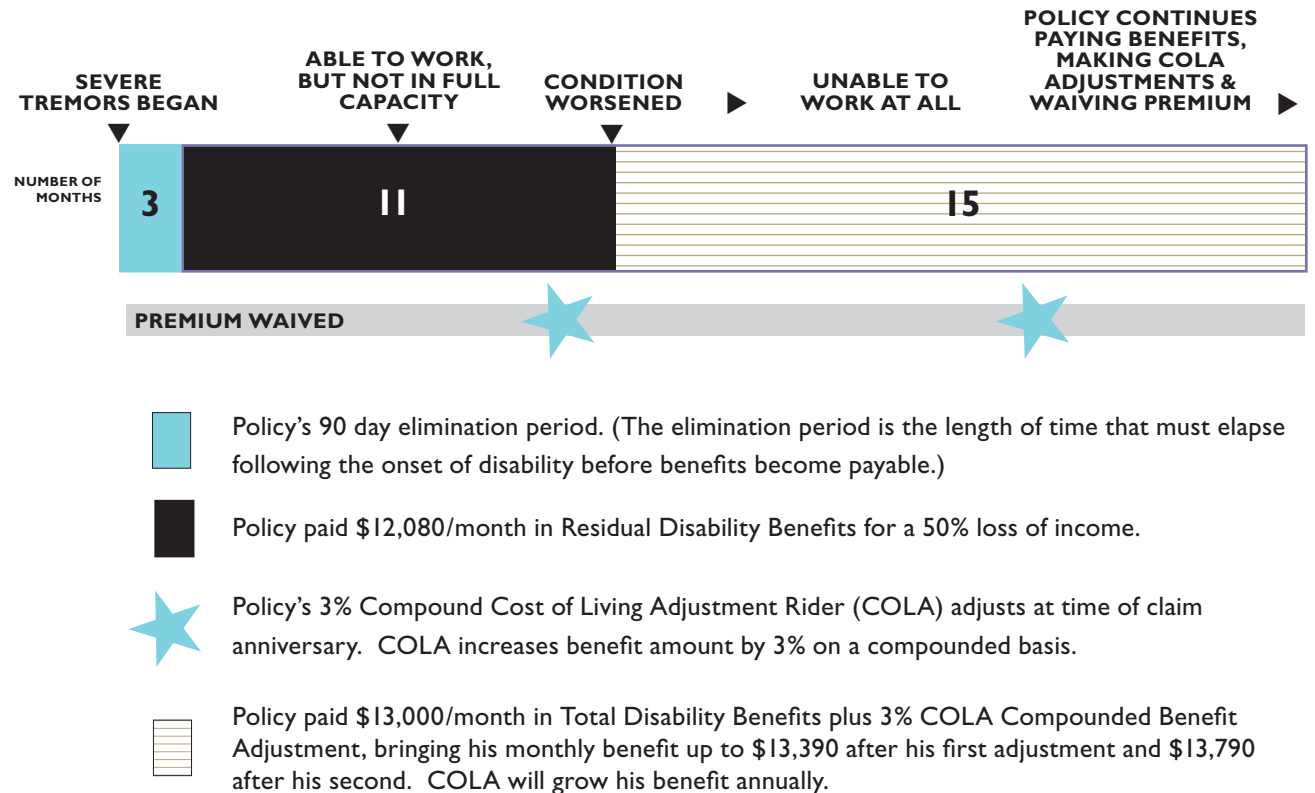 SEVERE
TREMORS BEGAN
ABLE TO WORK,
BUT NOT IN FULL
CAPACITY
CONDITION
WORSENED
UNABLE TO
WORK AT ALL
POLICY CONTINUES
PAYING BENEFITS,
MAKING COLA
ADJUSTMENTS &
WAIVING PREMIUM
NUMBER OF
MONTHS
3
11
15
PREMIUM WAIVED
Policy’s 90 day elimination period. (The elimination period is the length of time that must elapse
following the onset of disability before benefits become payable.)
Policy paid $12,080/month in Residual Disability Benefits for a 50% loss of income.
Policy’s 3% Compound Cost of Living Adjustment Rider (COLA) adjusts at time of claim
anniversary. COLA increases benefit amount by 3% on a compounded basis.
Policy paid $13,000/month in Total Disability Benefits plus 3% COLA Compounded Benefit
Adjustment, bringing his monthly benefit up to $13,390 after his first adjustment and $13,790
after his second. COLA will grow his benefit annually.